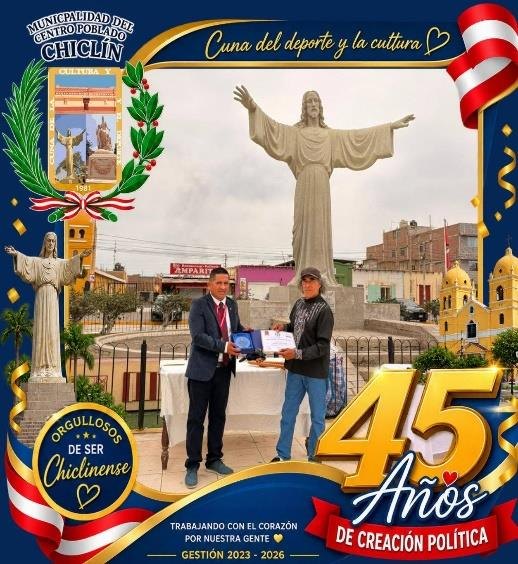 MUNICIPALIDAD DEL
CENTRO POBLADO
CHICLÍN
Cuna del deporte y la cultura
1981
AMPARITO
ORGULLOSOS
DE SER
Chiclinense
45
Años
DE CREACIÓN POLÍTICA
TRABAJANDO CON EL CORAZÓN
POR NUESTRA GENTE
GESTIÓN 2023 - 2026